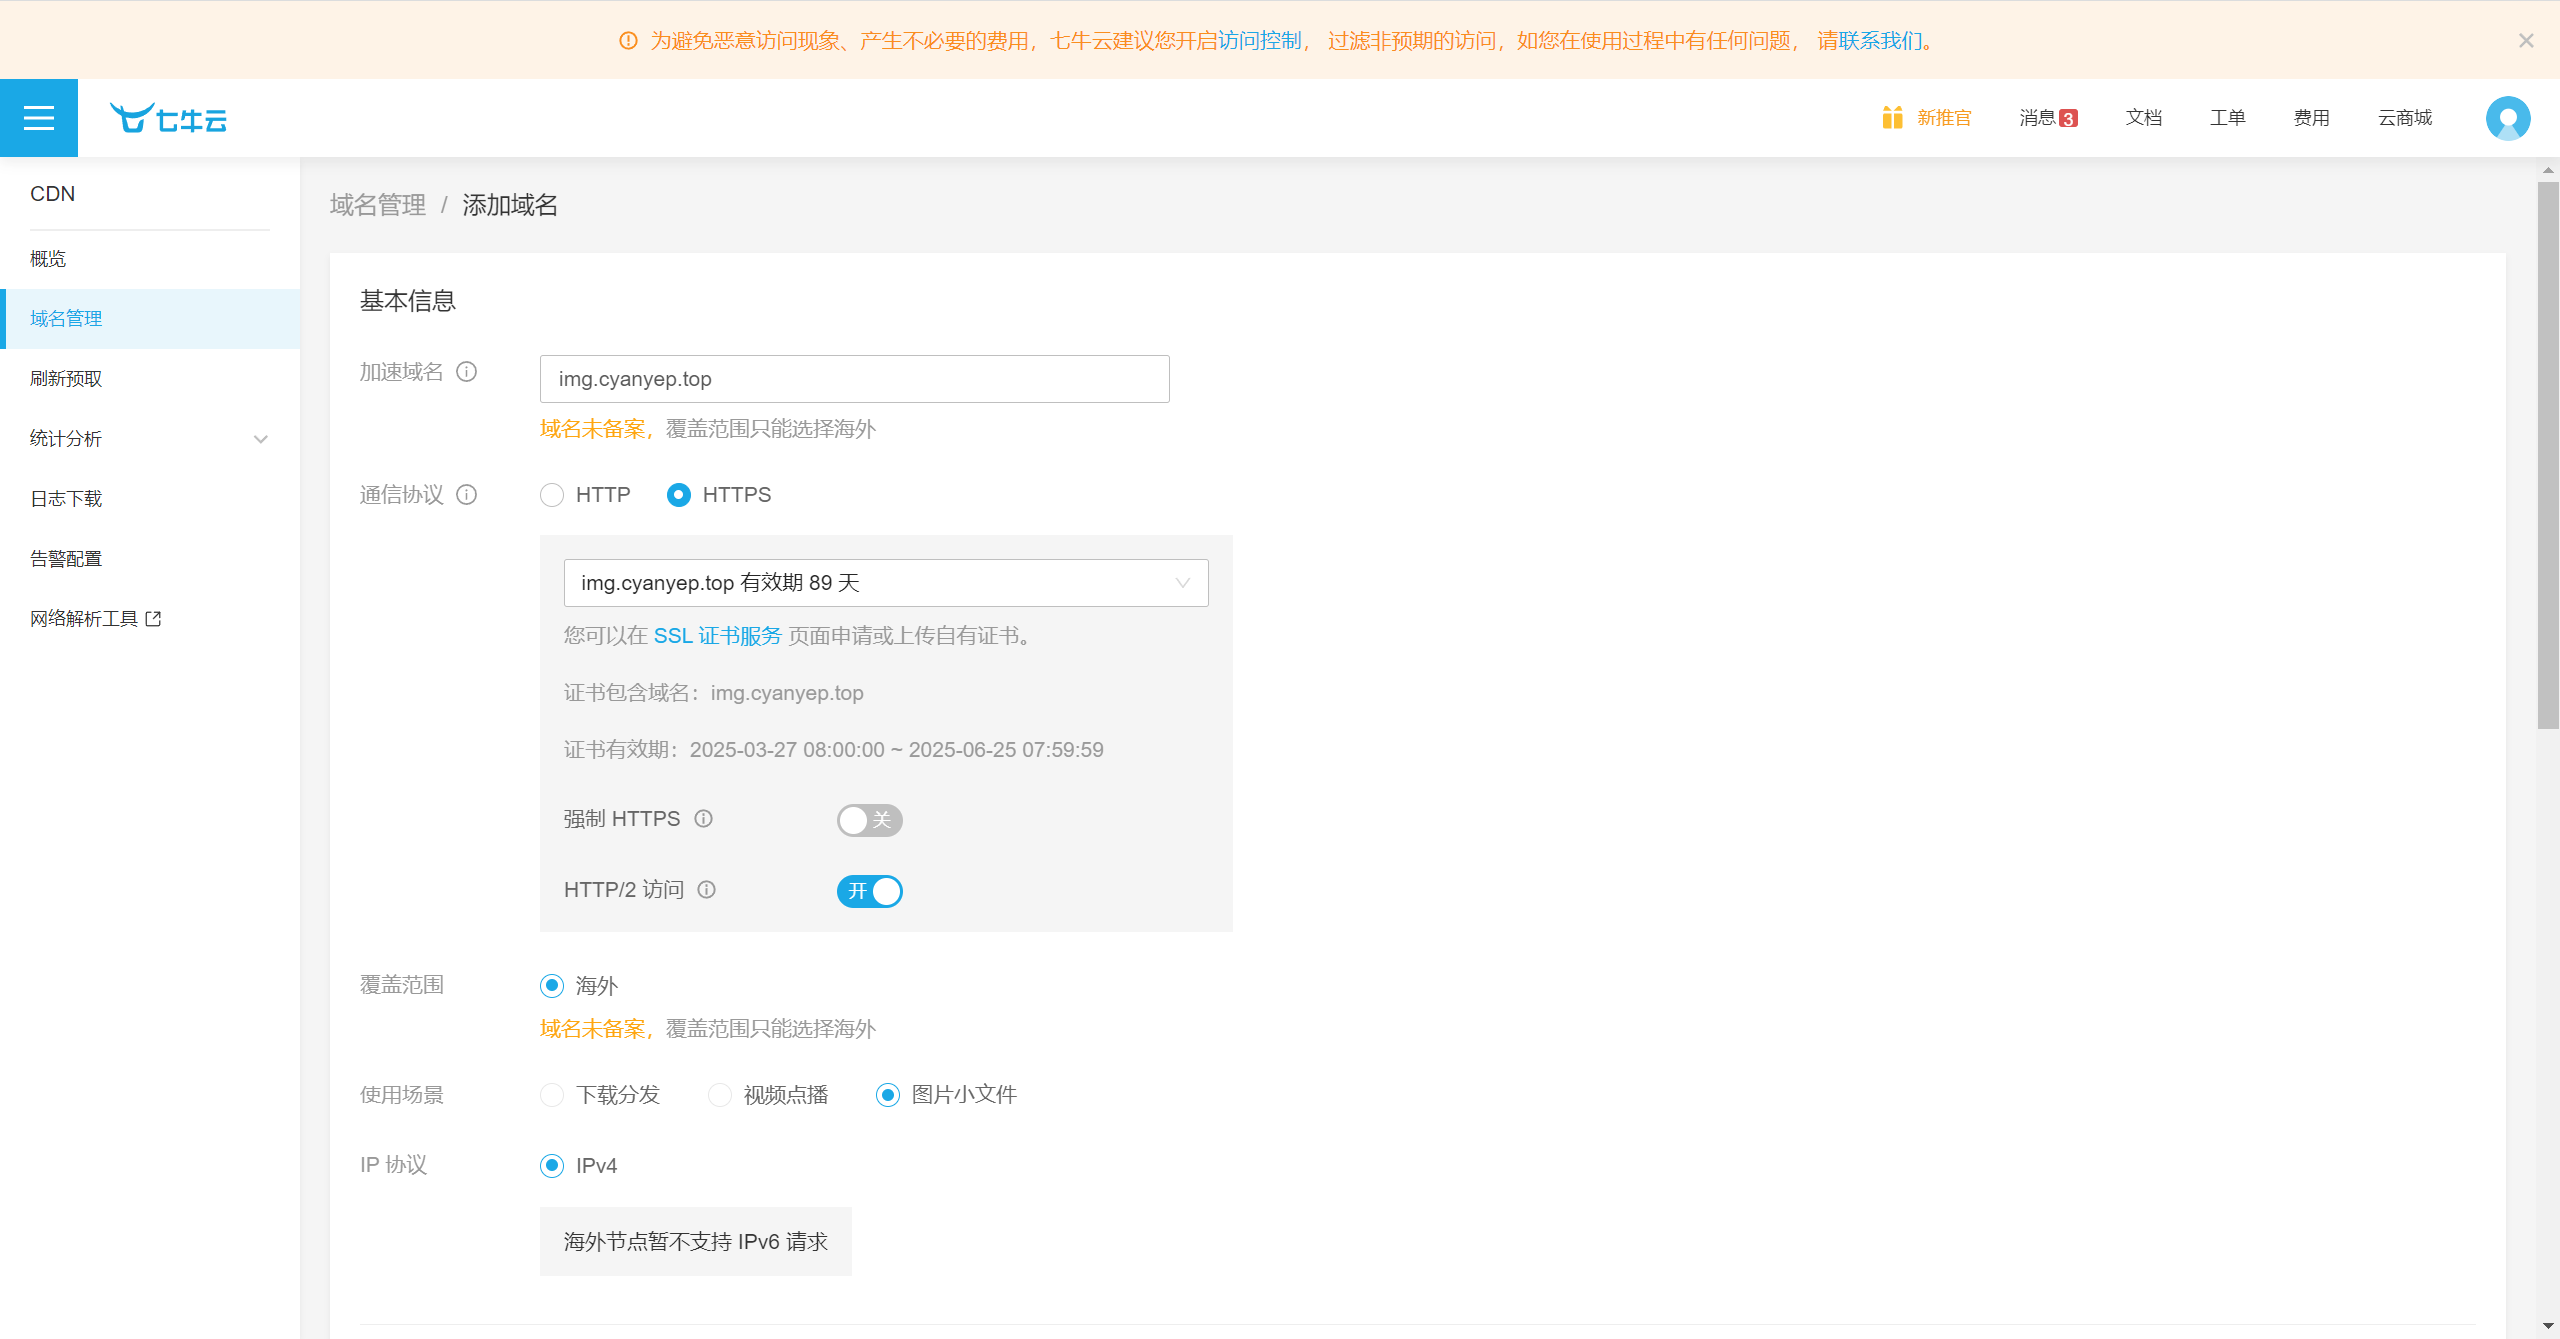 为避免恶意访问现象、产生不必要的费用，七牛云建议您开启访问控制， 过滤非预期的访问，如您在使用过程中有任何问题， 请联系我们。
七牛云
新推官
消息 3
文档
工单
费用
云商城
CDN
概览
域名管理
刷新预取
统计分析
日志下载
告警配置
网络解析工具
域名管理 / 添加域名
基本信息
加速域名
img.cyanyep.top
域名未备案，覆盖范围只能选择海外
通信协议
HTTP
HTTPS
img.cyanyep.top 有效期 89 天
您可以在 SSL 证书服务 页面申请或上传自有证书。
证书包含域名：img.cyanyep.top
证书有效期：2025-03-27 08:00:00 ~ 2025-06-25 07:59:59
强制 HTTPS
关
HTTP/2 访问
开
覆盖范围
海外
域名未备案，覆盖范围只能选择海外
使用场景
下载分发
视频点播
图片小文件
IP 协议
IPv4
海外节点暂不支持 IPv6 请求